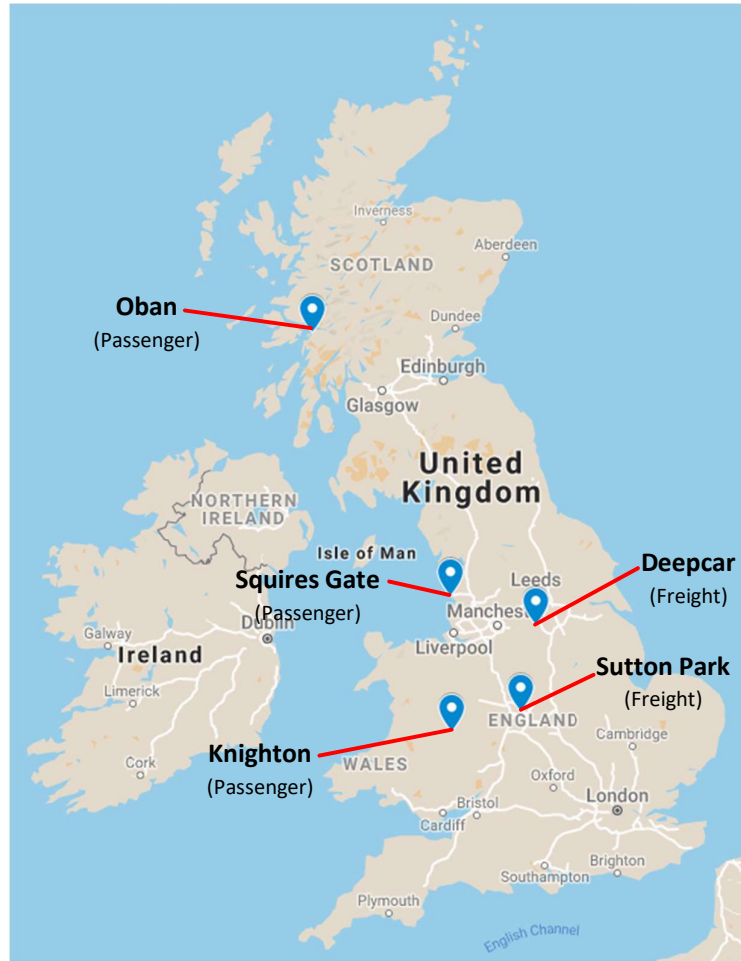 Inverness
Aberdeen
SCOTLAND
Oban
(Passenger)
Dundee
Edinburgh
Glasgow
United
Kingdom
NORTHERN
IRELAND
Isle of Man
Squires Gate
(Passenger)
Leeds
Deepcar
(Freight)
Manchest
Liverpool
Dublin
Galway
Ireland
Limerick
Sutton Park
(Freight)
ENGLAND
Cambridge
Knighton
(Passenger)
WALES
Cork
Oxford
London
Bristol
Cardiff
Southampton
Brighton
Plymouth
English Channel